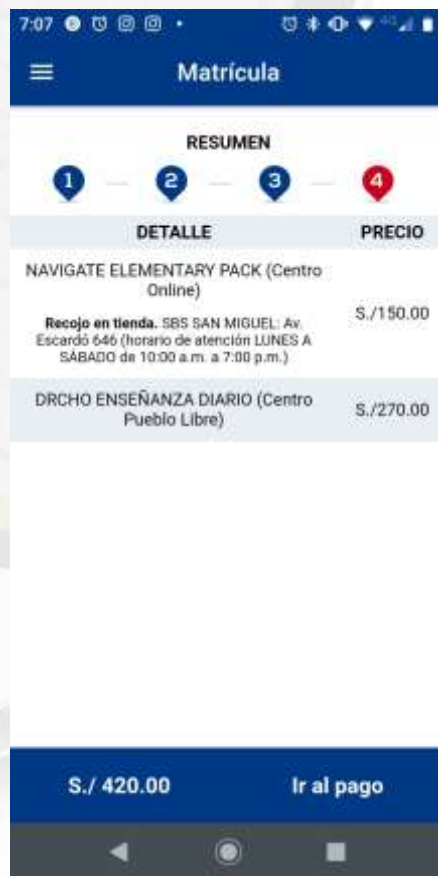 7:07
Matrícula
RESUMEN
1 2 3 4
DETALLE PRECIO
NAVIGATE ELEMENTARY PACK (Centro
Online)
Recojo en tienda. SBS SAN MIGUEL: Av.
Escardó 646 (horario de atención LUNES A
SÁBADO de 10:00 a.m. a 7:00 p.m.)
S./150.00
DRCHO ENSEÑANZA DIARIO (Centro
Pueblo Libre)
S./270.00
S./ 420.00 Ir al pago